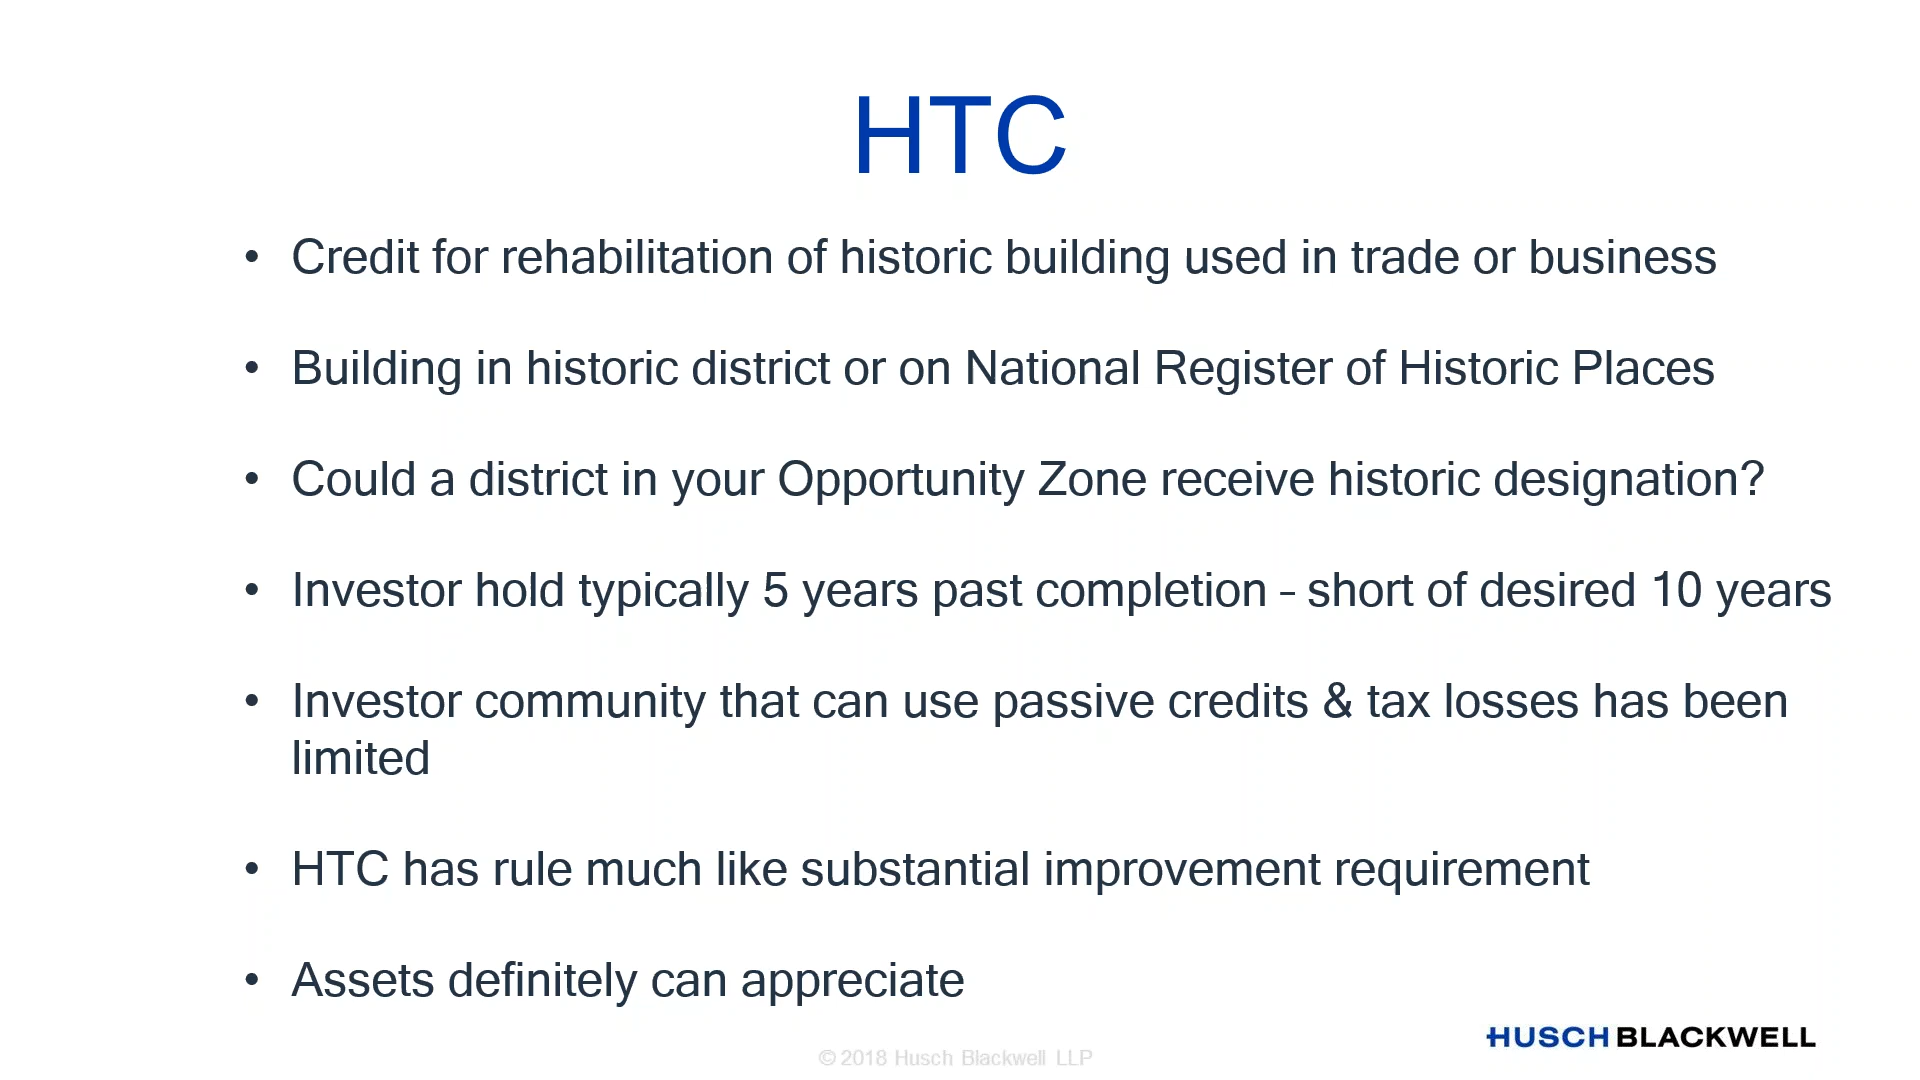 HTC
• Credit for rehabilitation of historic building used in trade or business
• Building in historic district or on National Register of Historic Places
• Could a district in your Opportunity Zone receive historic designation?
• Investor hold typically 5 years past completion – short of desired 10 years
• Investor community that can use passive credits & tax losses has been
limited
• HTC has rule much like substantial improvement requirement
• Assets definitely can appreciate
HUSCH BLACKWELL
© 2018 Husch Blackwell LLP